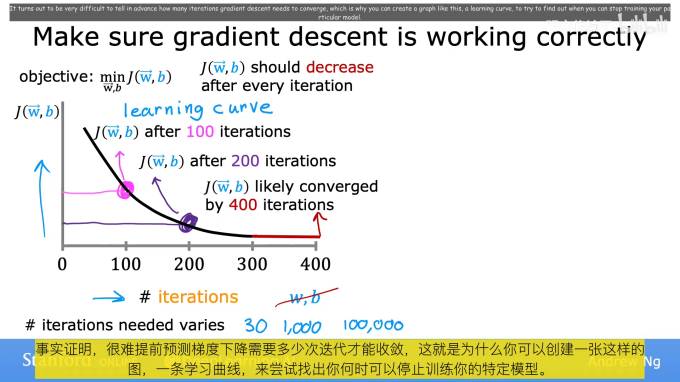 It turns out to be very difficult to tell in advance how many iterations gradient descent needs to converge, which is why you can create a graph like this, a learning curve, to try to find out when you can stop training your pa
rticular model.
Make sure gradient descent is working correctly
objective: min J(w⃗, b)
w⃗,b
J(w⃗, b) should decrease
after every iteration
J(w⃗, b)
learning curve
J(w⃗, b) after 100 iterations
J(w⃗, b) after 200 iterations
J(w⃗, b) likely converged
by 400 iterations
0 100 200 300 400
→ # iterations
w, b
# iterations needed varies 30 1,000 100,000
事实证明，很难提前预测梯度下降需要多少次迭代才能收敛，这就是为什么你可以创建一张这样的
图，一条学习曲线，来尝试找出你何时可以停止训练你的特定模型。
Andrew Ng